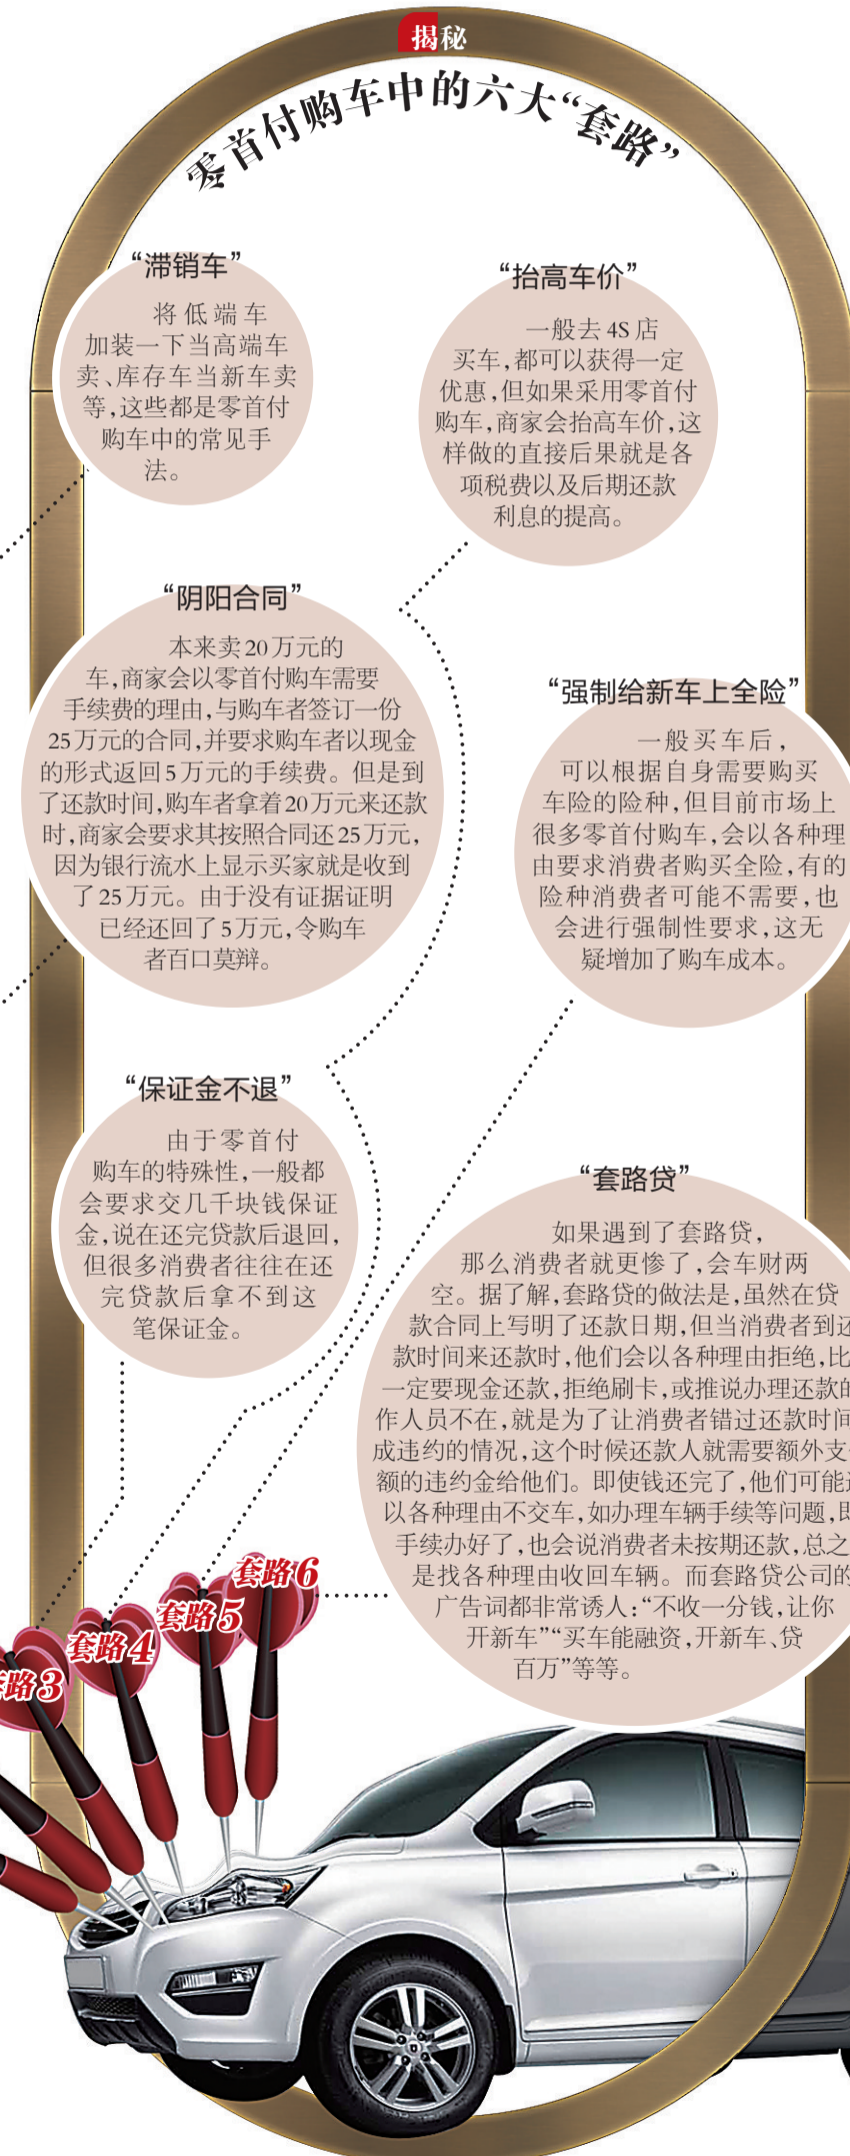 揭秘
零首付购车中的六大“套路”
“滞销车”
将低端车
加装一下当高端车
卖、库存车当新车卖
等,这些都是零首付
购车中的常见手
法。
“抬高车价”
一般去4S店
买车,都可以获得一定
优惠,但如果采用零首付
购车,商家会抬高车价,这
样做的直接后果就是各
项税费以及后期还款
利息的提高。
“阴阳合同”
本来卖20万元的
车,商家会以零首付购车需要
手续费的理由,与购车者签订一份
25万元的合同,并要求购车者以现金
的形式返回5万元的手续费。但是到
了还款时间,购车者拿着20万元来还款
时,商家会要求其按照合同还25万元,
因为银行流水上显示买家就是收到
了25万元。由于没有证据证明
已经还回了5万元,令购车
者百口莫辩。
“强制给新车上全险”
一般买车后,
可以根据自身需要购买
车险的险种,但目前市场上
很多零首付购车,会以各种理
由要求消费者购买全险,有的
险种消费者可能不需要,也
会进行强制性要求,这无
疑增加了购车成本。
“保证金不退”
由于零首付
购车的特殊性,一般都
会要求交几千块钱保证
金,说在还完贷款后退回,
但很多消费者往往在还
完贷款后拿不到这
笔保证金。
“套路贷”
如果遇到了套路贷,
那么消费者就更惨了,会车财两
空。据了解,套路贷的做法是,虽然在贷
款合同上写明了还款日期,但当消费者到还
款时间来还款时,他们会以各种理由拒绝,比
一定要现金还款,拒绝刷卡,或推说办理还款的
作人员不在,就是为了让消费者错过还款时间
成违约的情况,这个时候还款人就需要额外支
额的违约金给他们。即使钱还完了,他们可能
以各种理由不交车,如办理车辆手续等问题,
手续办好了,也会说消费者未按期还款,总之
是找各种理由收回车辆。而套路贷公司的
广告词都非常诱人:“不收一分钱,让你
开新车”“买车能融资,开新车、贷
百万”等等。
套路6
套路5
套路4
路3